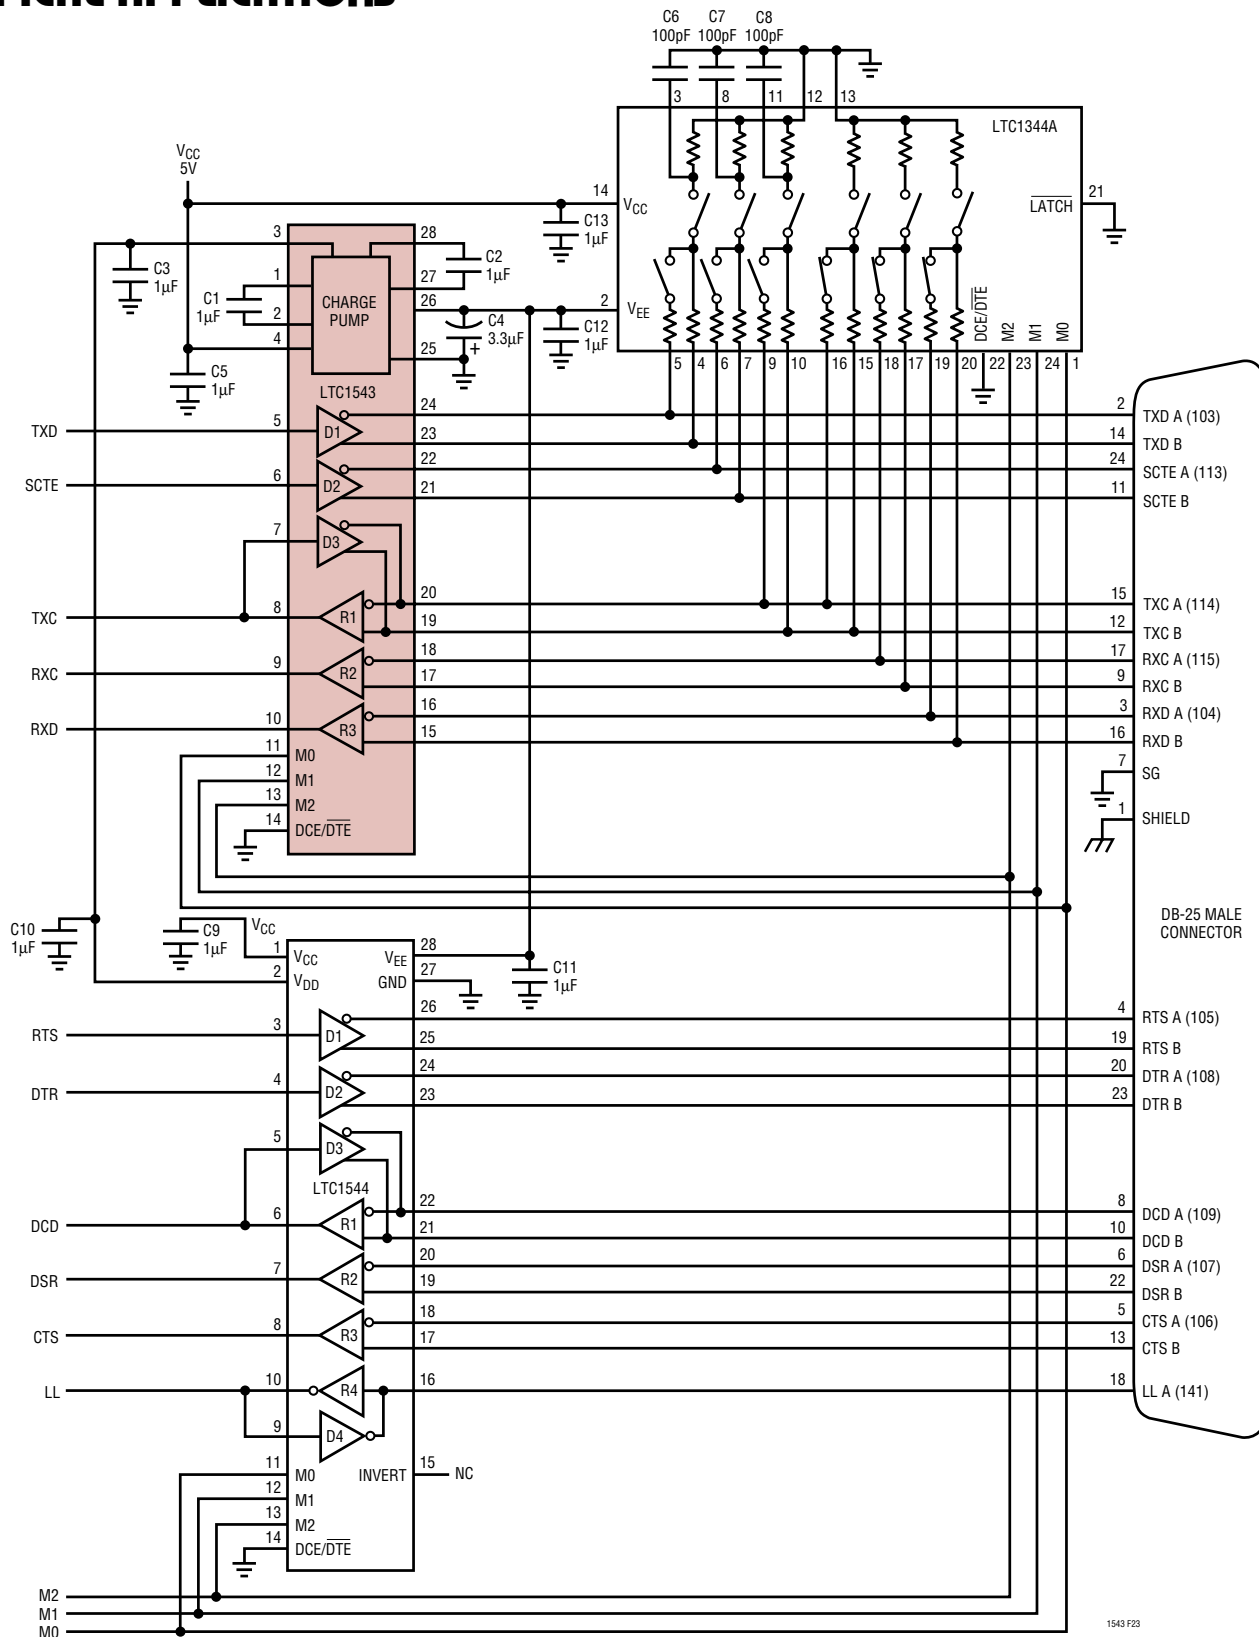 C6 C7 C8
100pF 100pF 100pF
3 8 11 12 13
LTC1344A
VCC
5V
14
VCC
LATCH
21
C13
1µF
3
28
C3
1µF
C2
1µF
1
27
C1
1µF
CHARGE
PUMP
26
2
VEE
2
C4
3.3µF
+
C12
1µF
4
25
DCE/DTE
M2
M1
M0
C5
1µF
LTC1543
5 4 6 7 9 10 16 15 18 17 19 20 22 23 24 1
TXD 5 D1 24 2 TXD A (103)
23 14 TXD B
SCTE 6 D2 22 24 SCTE A (113)
21 11 SCTE B
7 D3
TXC 8 R1 20 15 TXC A (114)
19 12 TXC B
RXC 9 R2 18 17 RXC A (115)
17 9 RXC B
RXD 10 R3 16 3 RXD A (104)
15 16 RXD B
11 M0
7 SG
12 M1
13 M2
1 SHIELD
14 DCE/DTE
DB-25 MALE
CONNECTOR
C10
1µF
C9
1µF
VCC
1 VCC VEE 28
2 VDD GND 27
C11
1µF
RTS 3 D1 26 4 RTS A (105)
25 19 RTS B
DTR 4 D2 24 20 DTR A (108)
23 23 DTR B
5 D3
LTC1544
DCD 6 R1 22 8 DCD A (109)
21 10 DCD B
DSR 7 R2 20 6 DSR A (107)
19 22 DSR B
CTS 8 R3 18 5 CTS A (106)
17 13 CTS B
LL 10 R4 16 18 LL A (141)
9 D4
11 M0 INVERT 15 NC
12 M1
13 M2
14 DCE/DTE
M2
M1
M0
1543 F23